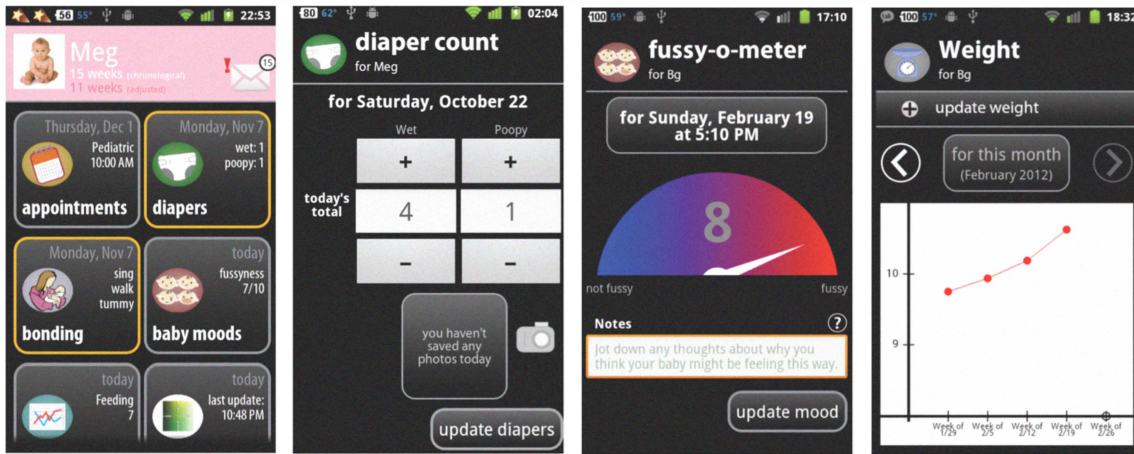 56 55° 22:53
Meg
15 weeks (chronological)
11 weeks (adjusted)
15
Thursday, Dec 1
Pediatric
10:00 AM
appointments
Monday, Nov 7
wet: 1
poopy: 1
diapers
Monday, Nov 7
sing
walk
tummy
bonding
today
fussyness
7/10
baby moods
today
Feeding
7
today
last update:
10:48 PM
80 62° 02:04
diaper count
for Meg
for Saturday, October 22
Wet Poopy
+ +
today's
total
4 1
- -
you haven't
saved any
photos today
update diapers
100 59° 17:10
fussy-o-meter
for Bg
for Sunday, February 19
at 5:10 PM
8
not fussy fussy
Notes ?
Jot down any thoughts about why you
think your baby might be feeling this way.
update mood
100 57° 18:32
Weight
for Bg
update weight
for this month
(February 2012)
10
9
Week of Week of Week of Week of Week of
1/29 2/5 2/12 2/19 2/26